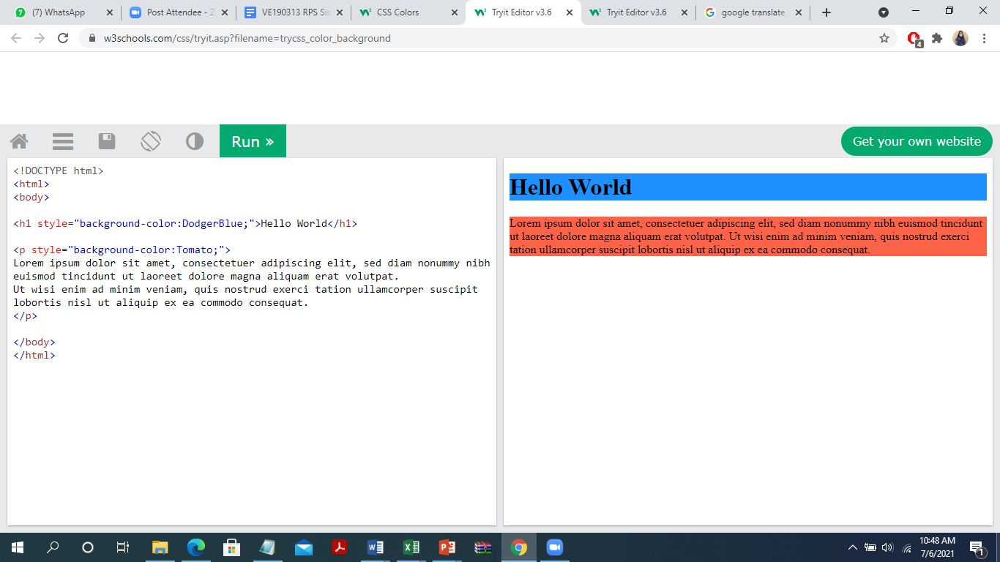 (7) WhatsApp
Post Attendee - Z
VE190313 RPS Sis
CSS Colors
Tryit Editor v3.6
Tryit Editor v3.6
google translate
w3schools.com/css/tryit.asp?filename=trycss_color_background
4
Run »
Get your own website
<!DOCTYPE html>
<html>
<body>
<h1 style="background-color:DodgerBlue;">Hello World</h1>
<p style="background-color:Tomato;">
Lorem ipsum dolor sit amet, consectetuer adipiscing elit, sed diam nonummy nibh
euismod tincidunt ut laoreet dolore magna aliquam erat volutpat.
Ut wisi enim ad minim veniam, quis nostrud exerci tation ullamcorper suscipit
lobortis nisl ut aliquip ex ea commodo consequat.
</p>
</body>
</html>
Hello World
Lorem ipsum dolor sit amet, consectetuer adipiscing elit, sed diam nonummy nibh euismod tincidunt
ut laoreet dolore magna aliquam erat volutpat. Ut wisi enim ad minim veniam, quis nostrud exerci
tation ullamcorper suscipit lobortis nisl ut aliquip ex ea commodo consequat.
10:48 AM
7/6/2021
1